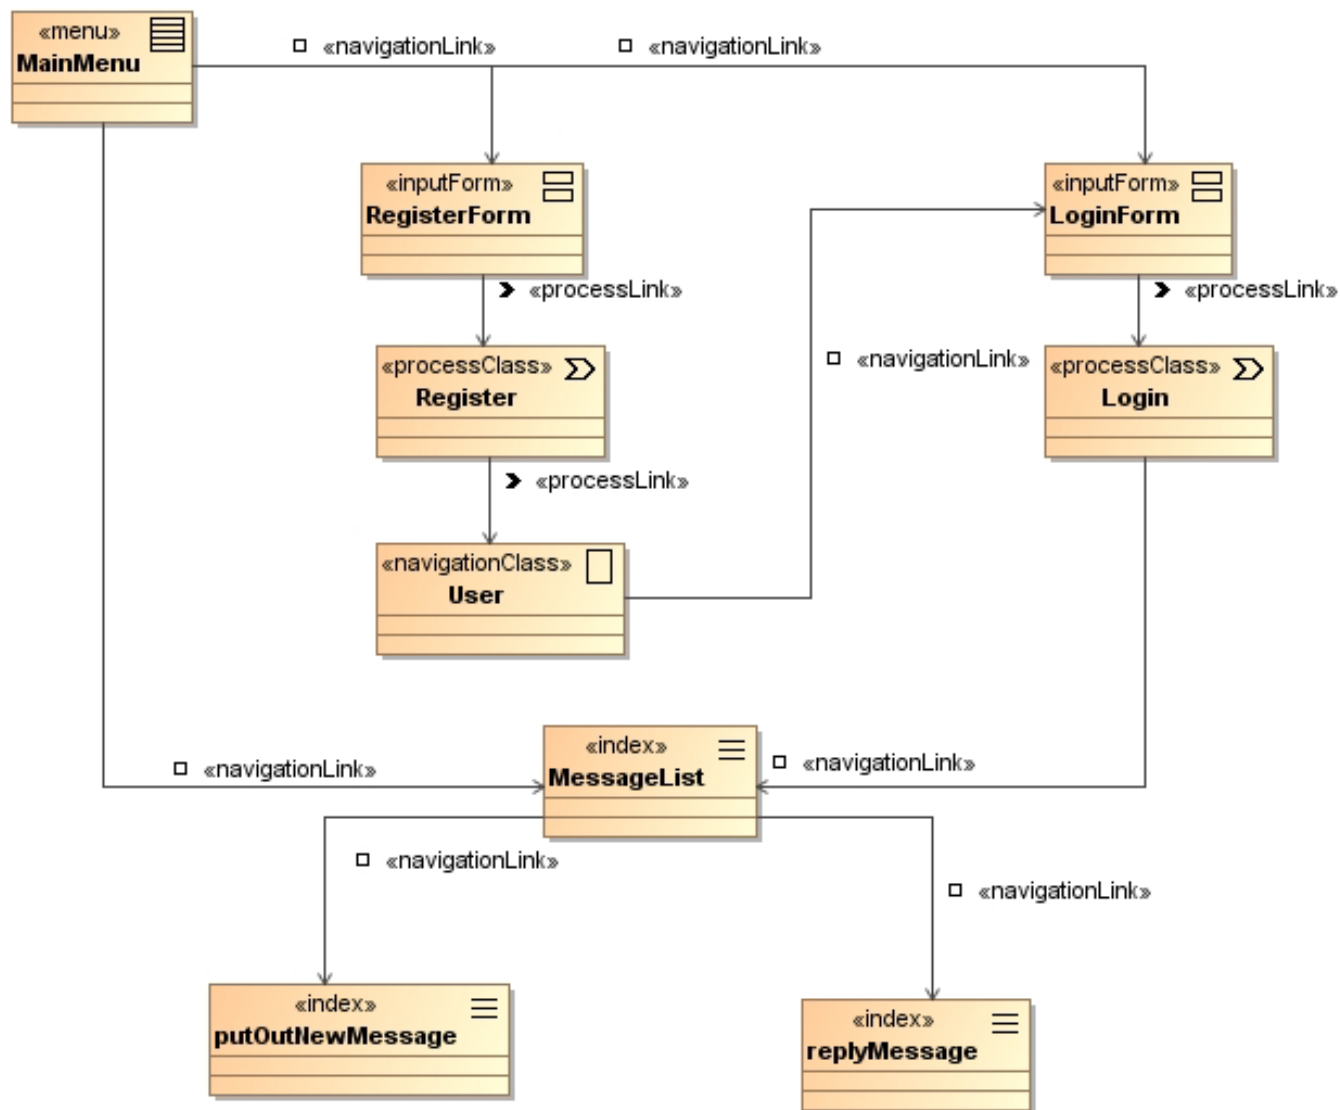 «menu»
MainMenu
«navigationLink»
«navigationLink»
«inputForm»
RegisterForm
«inputForm»
LoginForm
«processLink»
«processLink»
«processClass»
Register
«navigationLink»
«processClass»
Login
«processLink»
«navigationClass»
User
«index»
MessageList
«navigationLink»
«navigationLink»
«navigationLink»
«navigationLink»
«index»
putOutNewMessage
«index»
replyMessage